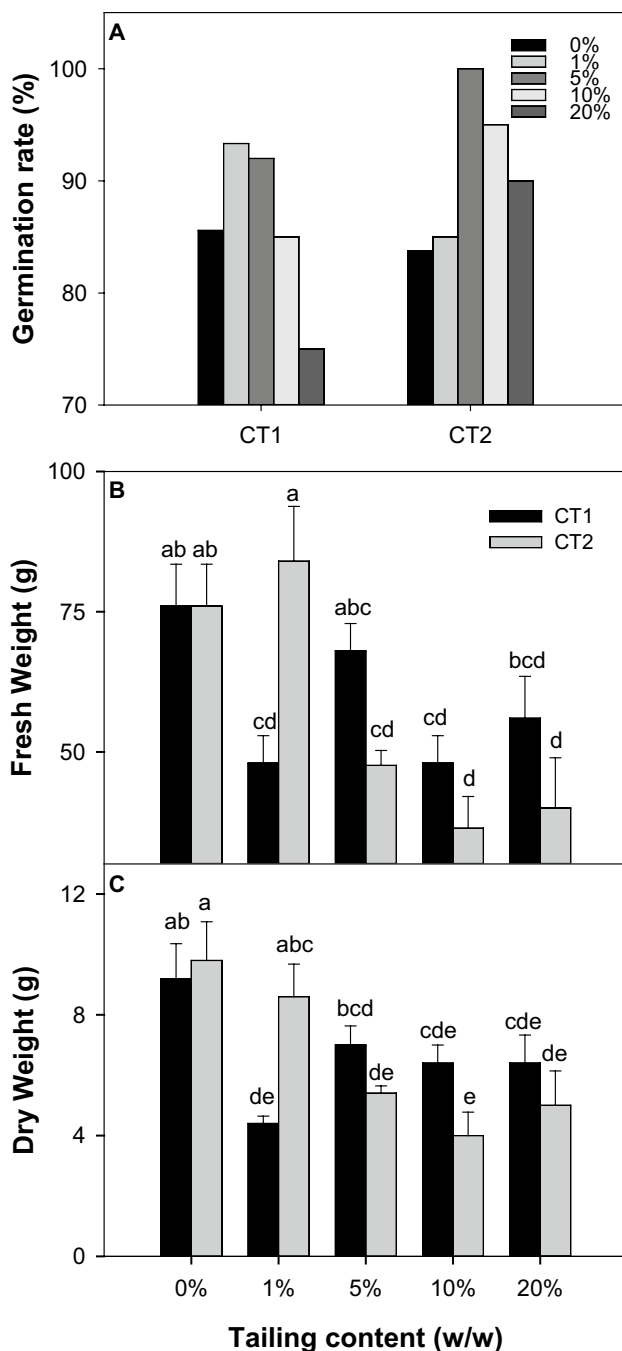 A
0%
1%
5%
10%
20%
100
90
80
70
Germination rate (%)
CT1 CT2
B
CT1
CT2
100
75
50
Fresh Weight (g)
ab ab cd a abc cd cd d bcd d
C
12
8
4
0
Dry Weight (g)
ab a de abc bcd de cde e cde de
0% 1% 5% 10% 20%
Tailing content (w/w)